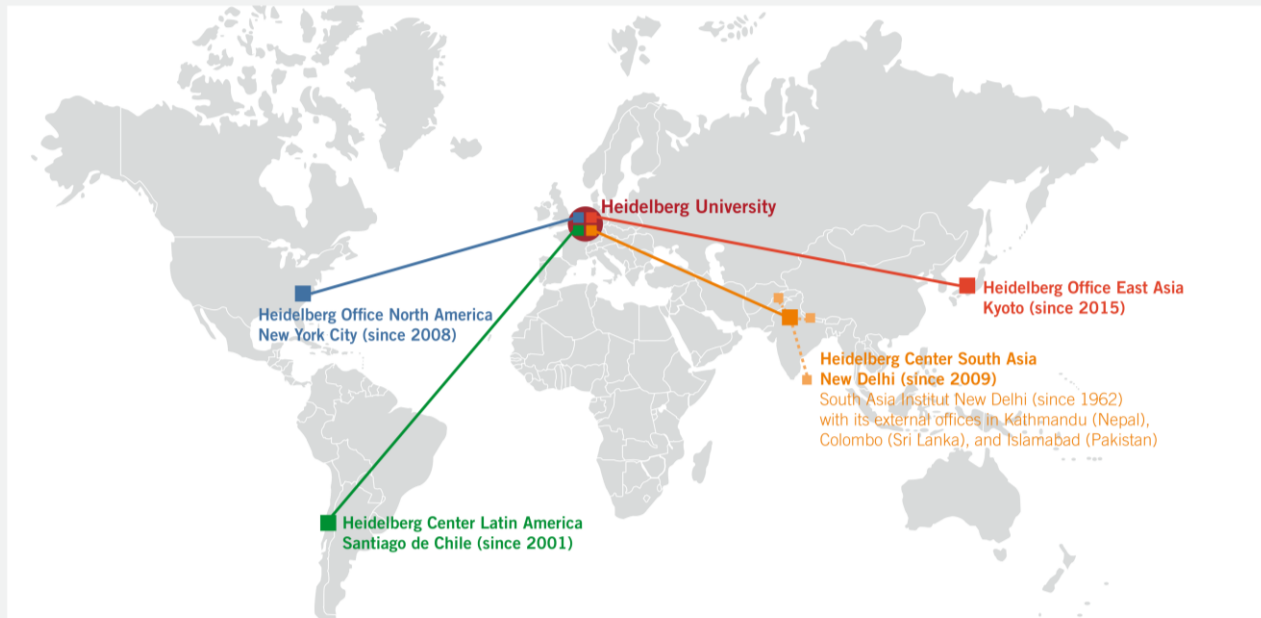 Heidelberg University
Heidelberg Office East Asia
Kyoto (since 2015)
Heidelberg Office North America
New York City (since 2008)
Heidelberg Center South Asia
New Delhi (since 2009)
South Asia Institut New Delhi (since 1962)
with its external offices in Kathmandu (Nepal),
Colombo (Sri Lanka), and Islamabad (Pakistan)
Heidelberg Center Latin America
Santiago de Chile (since 2001)